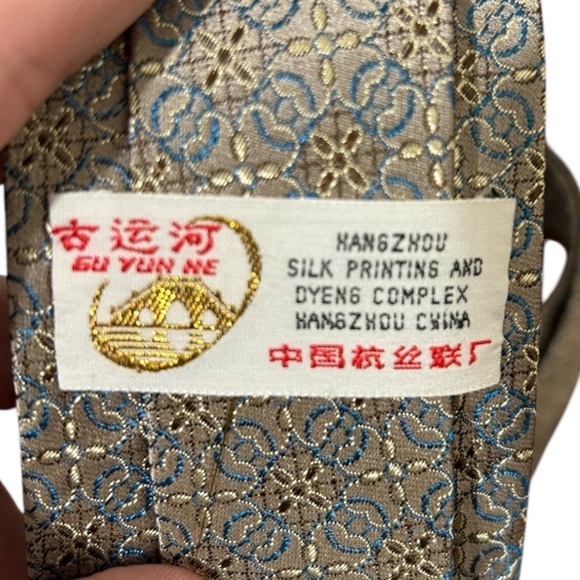 古运河
GU YUN HE
HANGZHOU
SILK PRINTING AND
DYENG COMPLEX
HANGZHOU CHINA
中国杭丝联厂